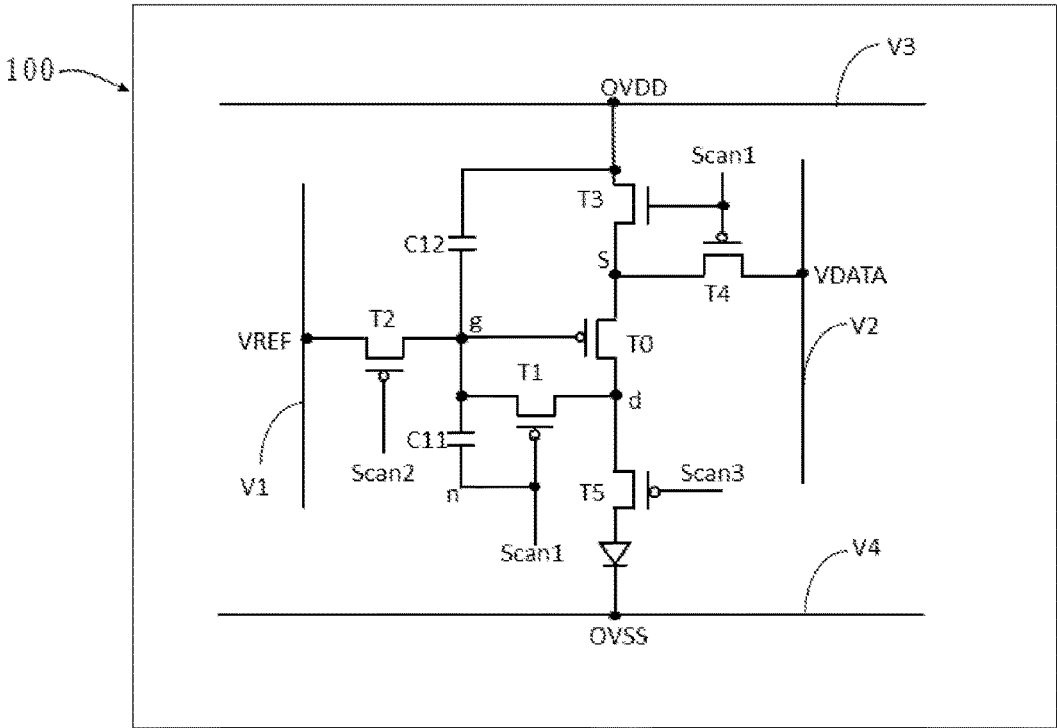 100
V3
OVDD
Scan1
T3
C12
S
VDATA
T4
g
T2
VREF
T0
V2
T1
d
C11
Scan2
Scan3
T5
V1
n
Scan1
V4
OVSS